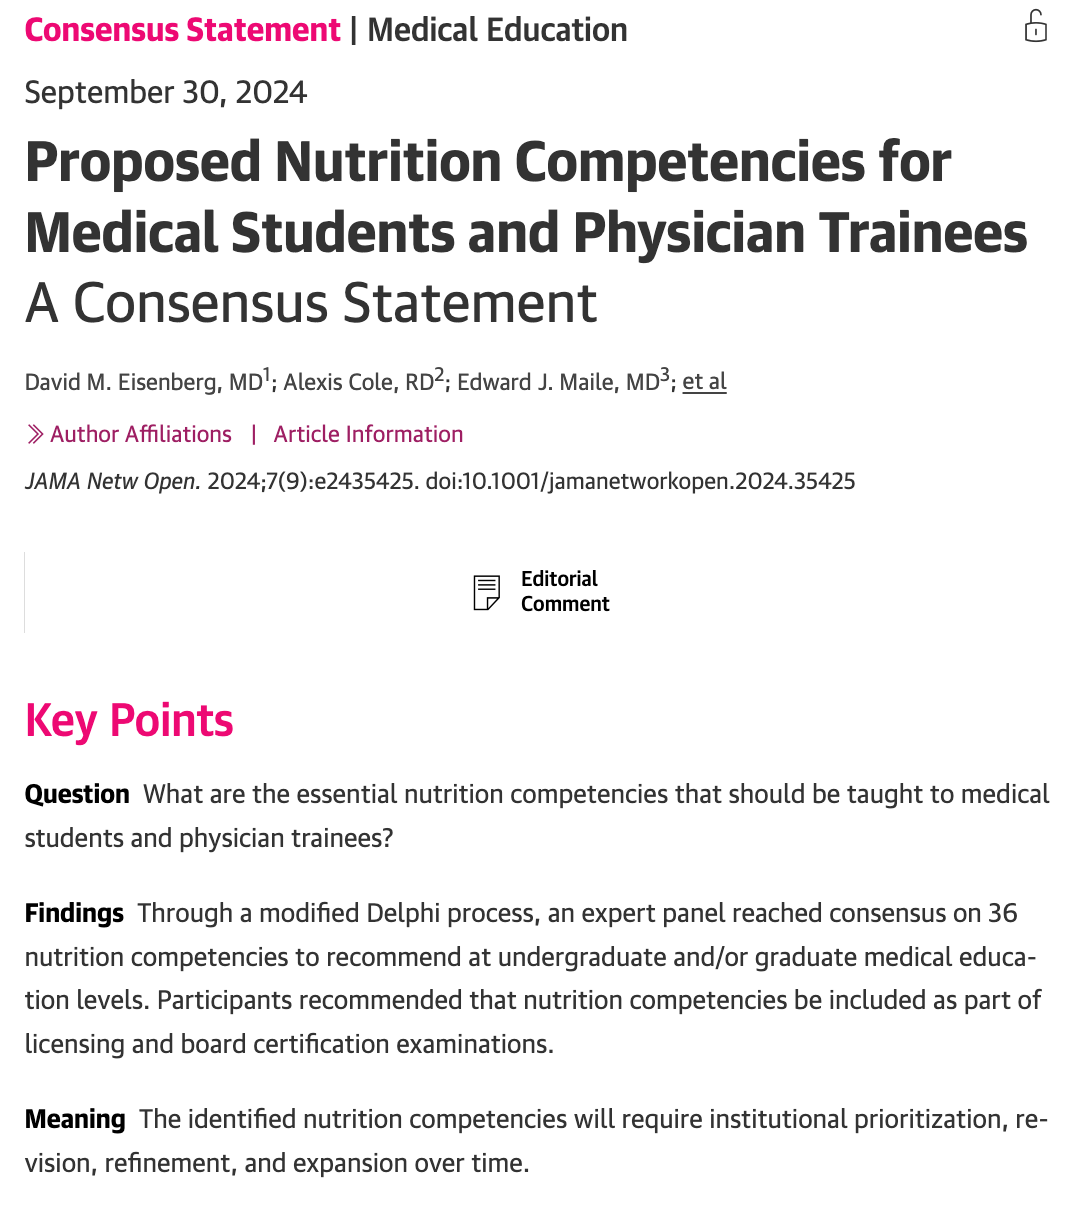 Consensus Statement | Medical Education
September 30, 2024
Proposed Nutrition Competencies for
Medical Students and Physician Trainees
A Consensus Statement
David M. Eisenberg, MD1; Alexis Cole, RD2; Edward J. Maile, MD3; et al
Author Affiliations | Article Information
JAMA Netw Open. 2024;7(9):e2435425. doi:10.1001/jamanetworkopen.2024.35425
Editorial
Comment
Key Points
Question What are the essential nutrition competencies that should be taught to medical
students and physician trainees?
Findings Through a modified Delphi process, an expert panel reached consensus on 36
nutrition competencies to recommend at undergraduate and/or graduate medical educa-
tion levels. Participants recommended that nutrition competencies be included as part of
licensing and board certification examinations.
Meaning The identified nutrition competencies will require institutional prioritization, re-
vision, refinement, and expansion over time.